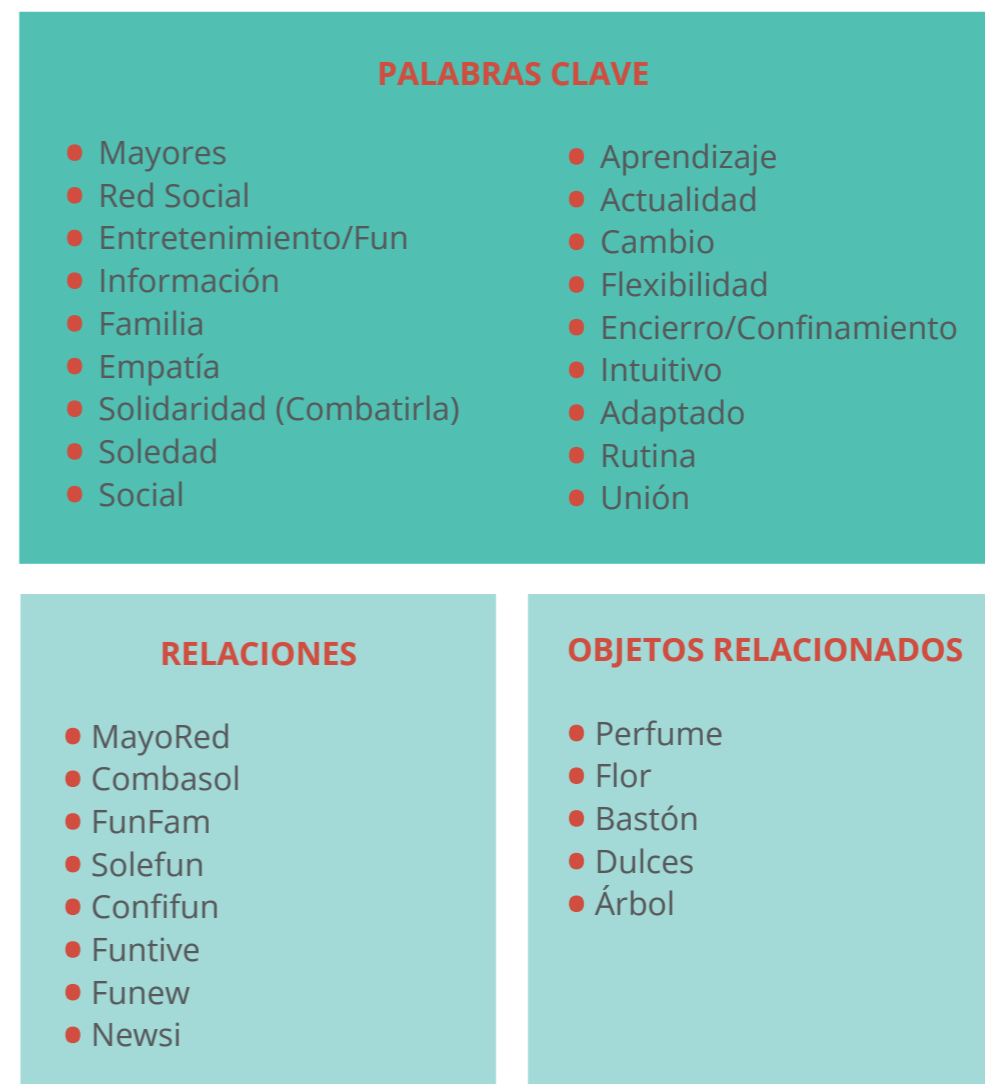 PALABRAS CLAVE
Mayores
Red Social
Entretenimiento/Fun
Información
Familia
Empatía
Solidaridad (Combatirla)
Soledad
Social
Aprendizaje
Actualidad
Cambio
Flexibilidad
Encierro/Confinamiento
Intuitivo
Adaptado
Rutina
Unión
RELACIONES
MayoRed
Combasol
FunFam
Solefun
Confifun
Funtive
Funew
Newsi
OBJETOS RELACIONADOS
Perfume
Flor
Bastón
Dulces
Árbol